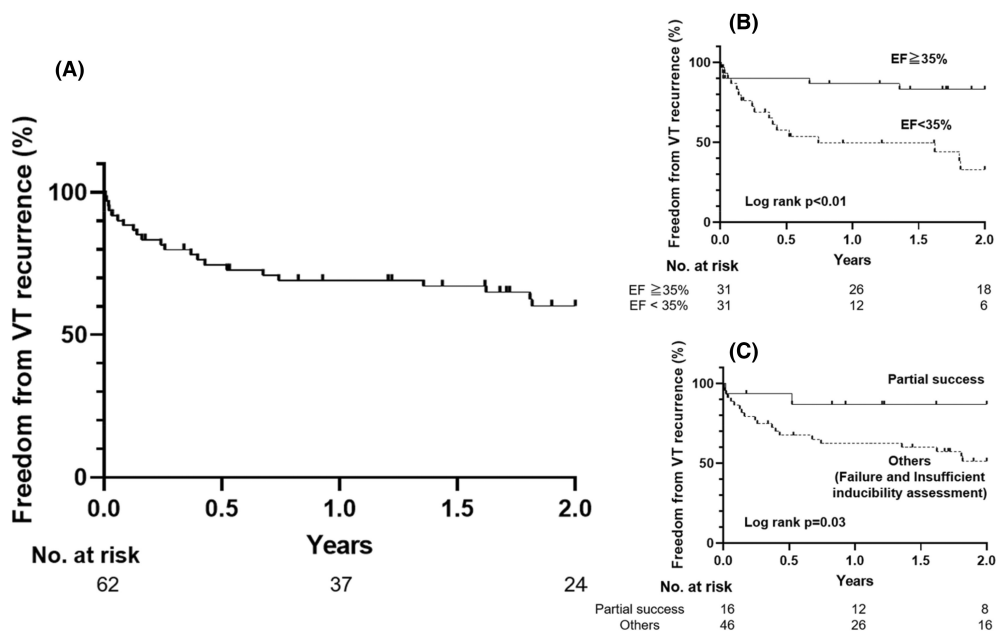 (A)
Freedom from VT recurrence (%)
100
50
0
0.0 0.5 1.0 1.5 2.0
Years
No. at risk
62 37 24
(B)
Freedom from VT recurrence (%)
100
50
0
EF≧35%
EF<35%
Log rank p<0.01
0.0 0.5 1.0 1.5 2.0
Years
No. at risk
EF ≧35% 31 26 18
EF < 35% 31 12 6
(C)
Freedom from VT recurrence (%)
100
50
0
Partial success
Others
(Failure and Insufficient
inducibility assessment)
Log rank p=0.03
0.0 0.5 1.0 1.5 2.0
Years
No. at risk
Partial success 16 12 8
Others 46 26 16